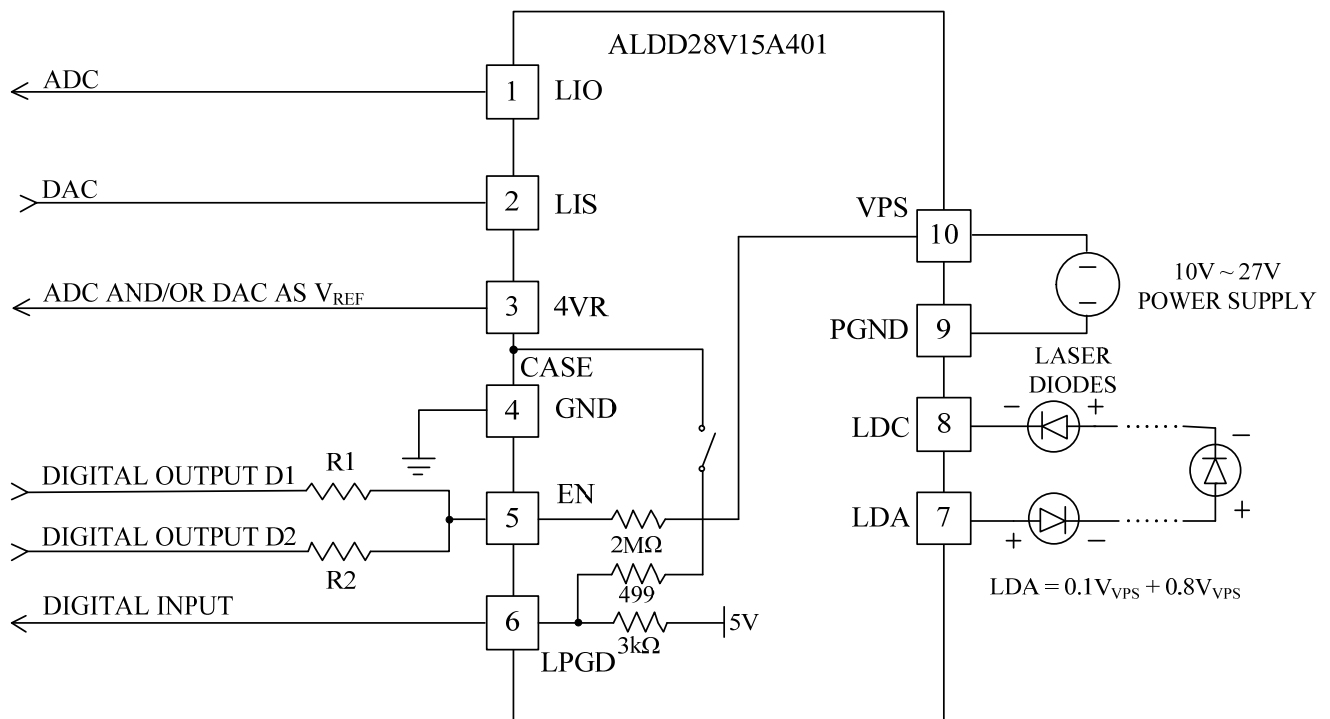 ALDD28V15A401
ADC
1
LIO
DAC
2
LIS
ADC AND/OR DAC AS VREF
3
4VR
CASE
4
GND
DIGITAL OUTPUT D1
R1
5
EN
2MΩ
DIGITAL OUTPUT D2
R2
499
DIGITAL INPUT
6
LPGD
3kΩ
5V
VPS
10
10V ~ 27V
POWER SUPPLY
− −
PGND
9
LASER
DIODES
LDC
8
− +
− +
LDA
7
+ −
LDA = 0.1VVPS + 0.8VVPS